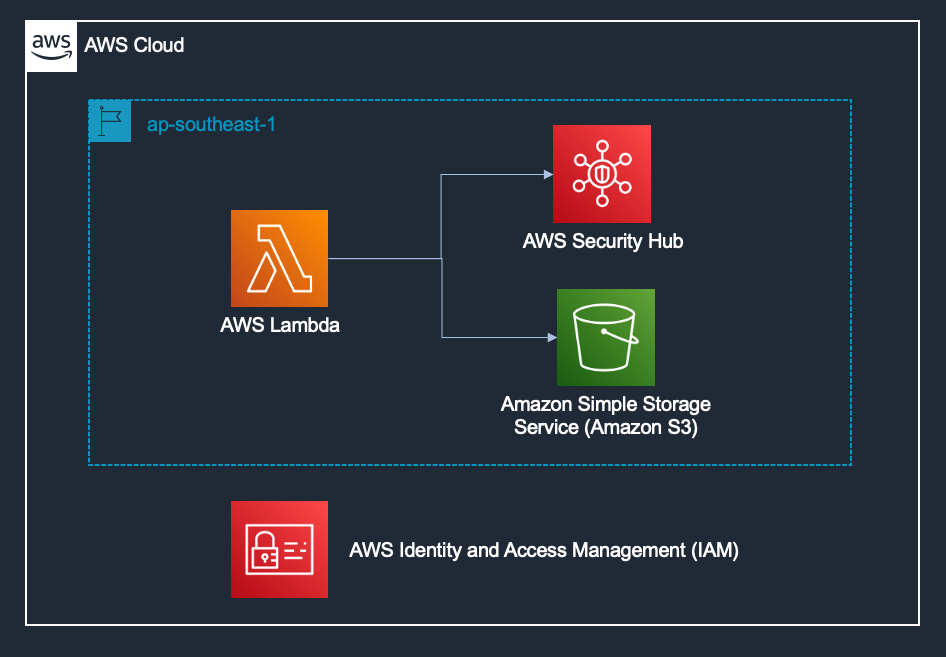 aws
AWS Cloud
ap-southeast-1
AWS Security Hub
AWS Lambda
Amazon Simple Storage
Service (Amazon S3)
AWS Identity and Access Management (IAM)